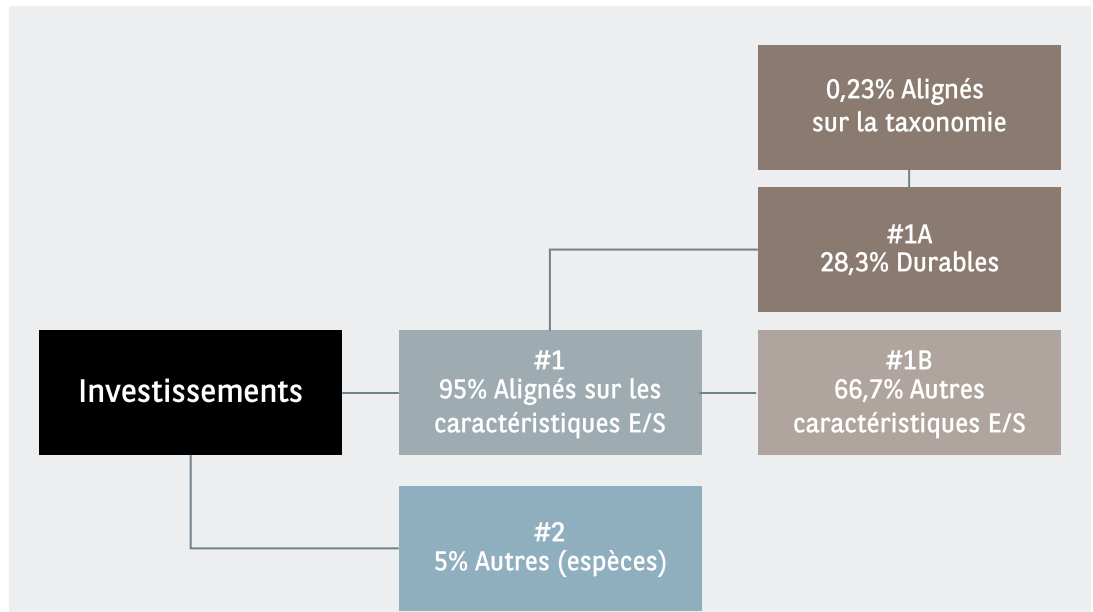 0,23% Alignés
sur la taxonomie
#1A
28,3% Durables
Investissements
#1
95% Alignés sur les
caractéristiques E/S
#1B
66,7% Autres
caractéristiques E/S
#2
5% Autres (espèces)